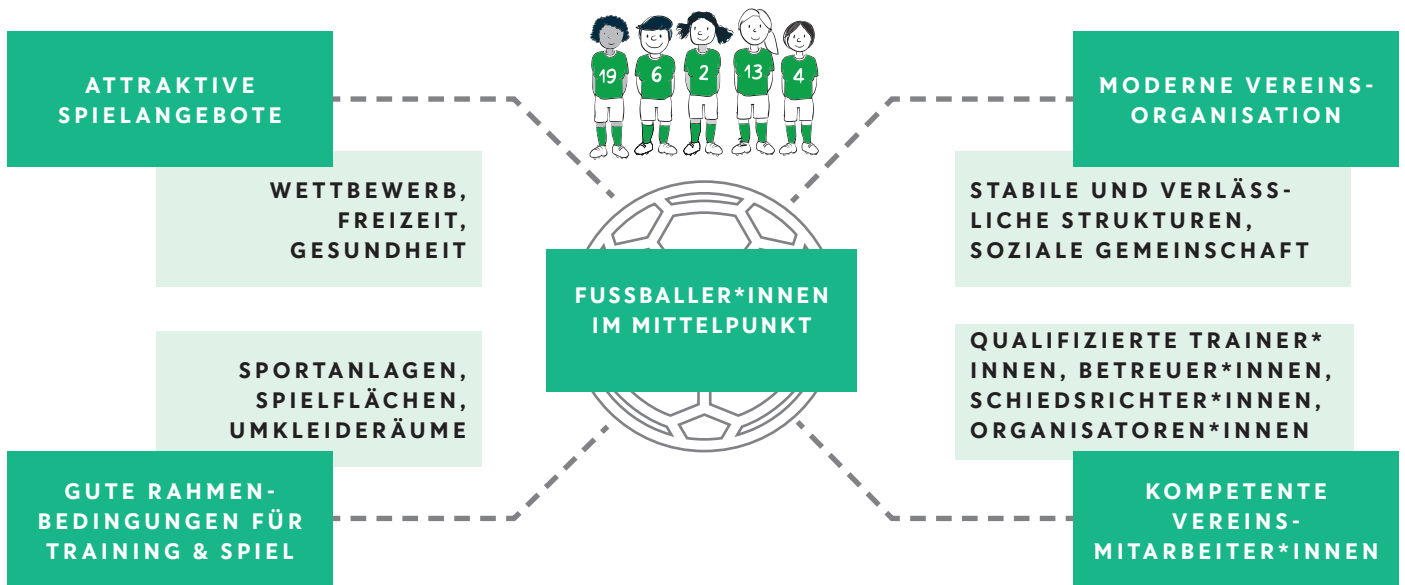 19
6
2
13
4
ATTRAKTIVE
SPIELANGEBOTE
WETTBEWERB,
FREIZEIT,
GESUNDHEIT
MODERNE VEREINS-
ORGANISATION
STABILE UND VERLÄSS-
LICHE STRUKTUREN,
SOZIALE GEMEINSCHAFT
FUSSBALLER*INNEN
IM MITTELPUNKT
SPORTANLAGEN,
SPIELFLÄCHEN,
UMKLEIDERÄUME
GUTE RAHMEN-
BEDINGUNGEN FÜR
TRAINING & SPIEL
QUALIFIZIERTE TRAINER*
INNEN, BETREUER*INNEN,
SCHIEDSRICHTER*INNEN,
ORGANISATOREN*INNEN
KOMPETENTE
VEREINS-
MITARBEITER*INNEN